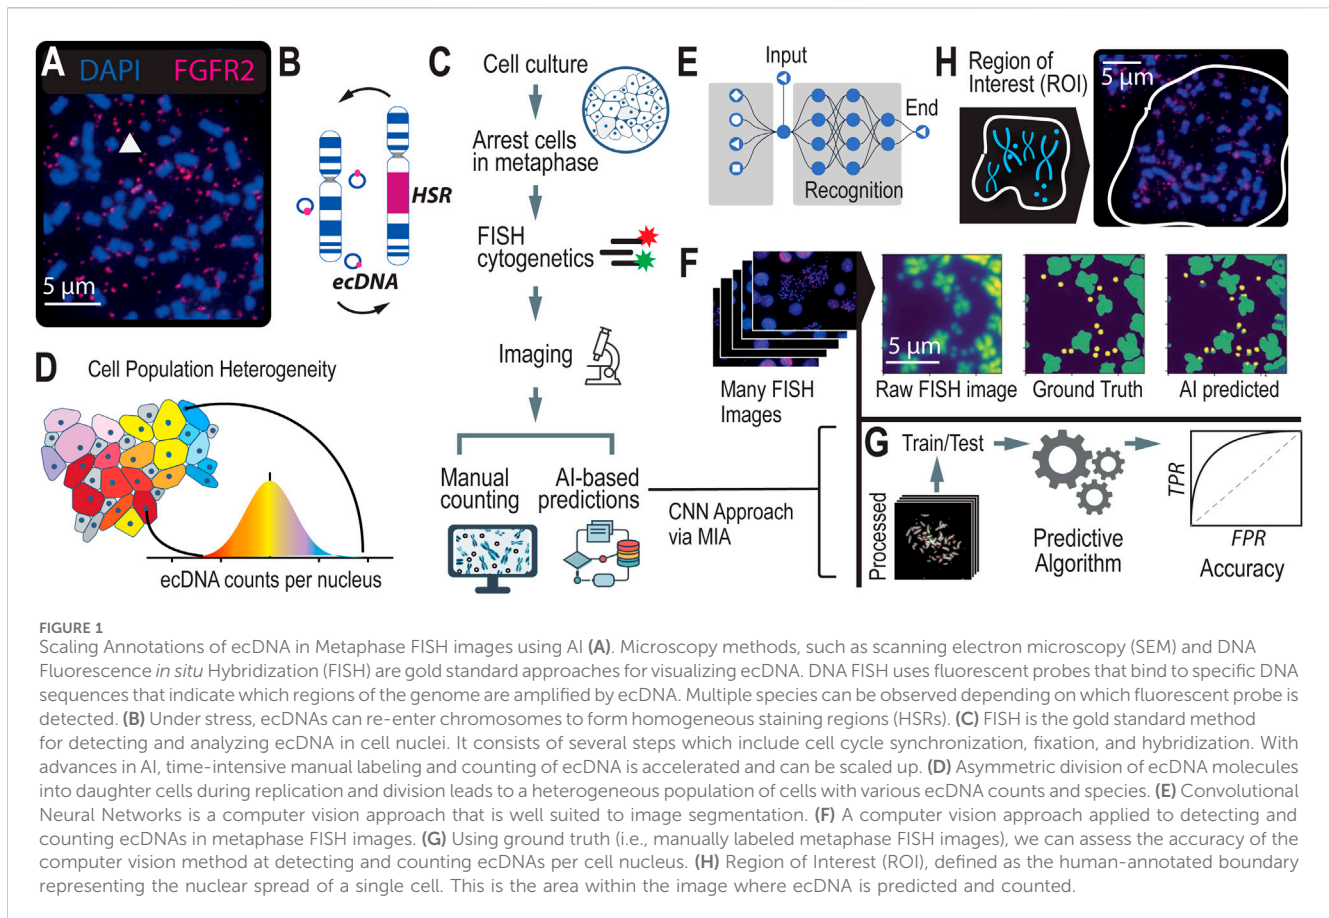 A DAPI FGFR2
5 µm
B
HSR
ecDNA
C
Cell culture
Arrest cells
in metaphase
FISH
cytogenetics
Imaging
Manual
counting
AI-based
predictions
CNN Approach
via MIA
D Cell Population Heterogeneity
ecDNA counts per nucleus
E
Input
End
Recognition
F
Many FISH
Images
5 µm
Raw FISH image
Ground Truth
AI predicted
G
Train/Test
Processed
Predictive
Algorithm
TPR
FPR
Accuracy
H Region of
Interest (ROI)
5 µm
FIGURE 1
Scaling Annotations of ecDNA in Metaphase FISH images using AI (A). Microscopy methods, such as scanning electron microscopy (SEM) and DNA
Fluorescence in situ Hybridization (FISH) are gold standard approaches for visualizing ecDNA. DNA FISH uses fluorescent probes that bind to specific DNA
sequences that indicate which regions of the genome are amplified by ecDNA. Multiple species can be observed depending on which fluorescent probe is
detected. (B) Under stress, ecDNAs can re-enter chromosomes to form homogeneous staining regions (HSRs). (C) FISH is the gold standard method
for detecting and analyzing ecDNA in cell nuclei. It consists of several steps which include cell cycle synchronization, fixation, and hybridization. With
advances in AI, time-intensive manual labeling and counting of ecDNA is accelerated and can be scaled up. (D) Asymmetric division of ecDNA molecules
into daughter cells during replication and division leads to a heterogeneous population of cells with various ecDNA counts and species. (E) Convolutional
Neural Networks is a computer vision approach that is well suited to image segmentation. (F) A computer vision approach applied to detecting and
counting ecDNAs in metaphase FISH images. (G) Using ground truth (i.e., manually labeled metaphase FISH images), we can assess the accuracy of the
computer vision method at detecting and counting ecDNAs per cell nucleus. (H) Region of Interest (ROI), defined as the human-annotated boundary
representing the nuclear spread of a single cell. This is the area within the image where ecDNA is predicted and counted.